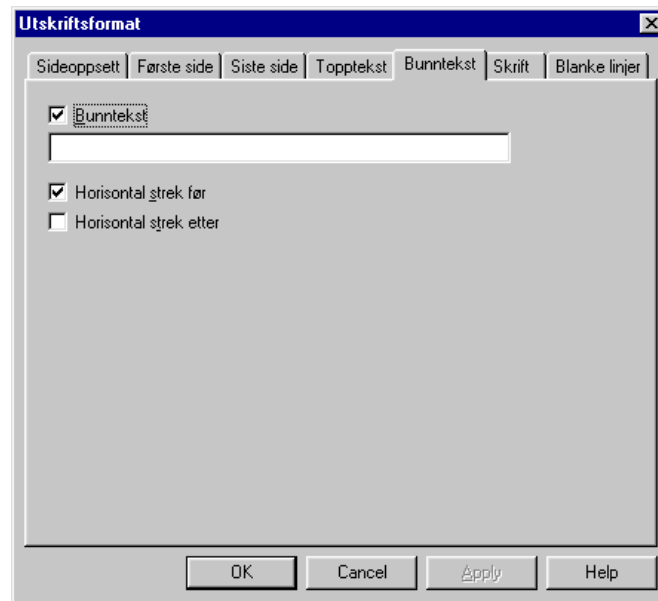 Utskriftsformat
Sideoppsett Første side Siste side Topptekst Bunntekst Skrift Blanke linjer
Bunntekst
Horisontal strek før
Horisontal strek etter
OK Cancel Apply Help